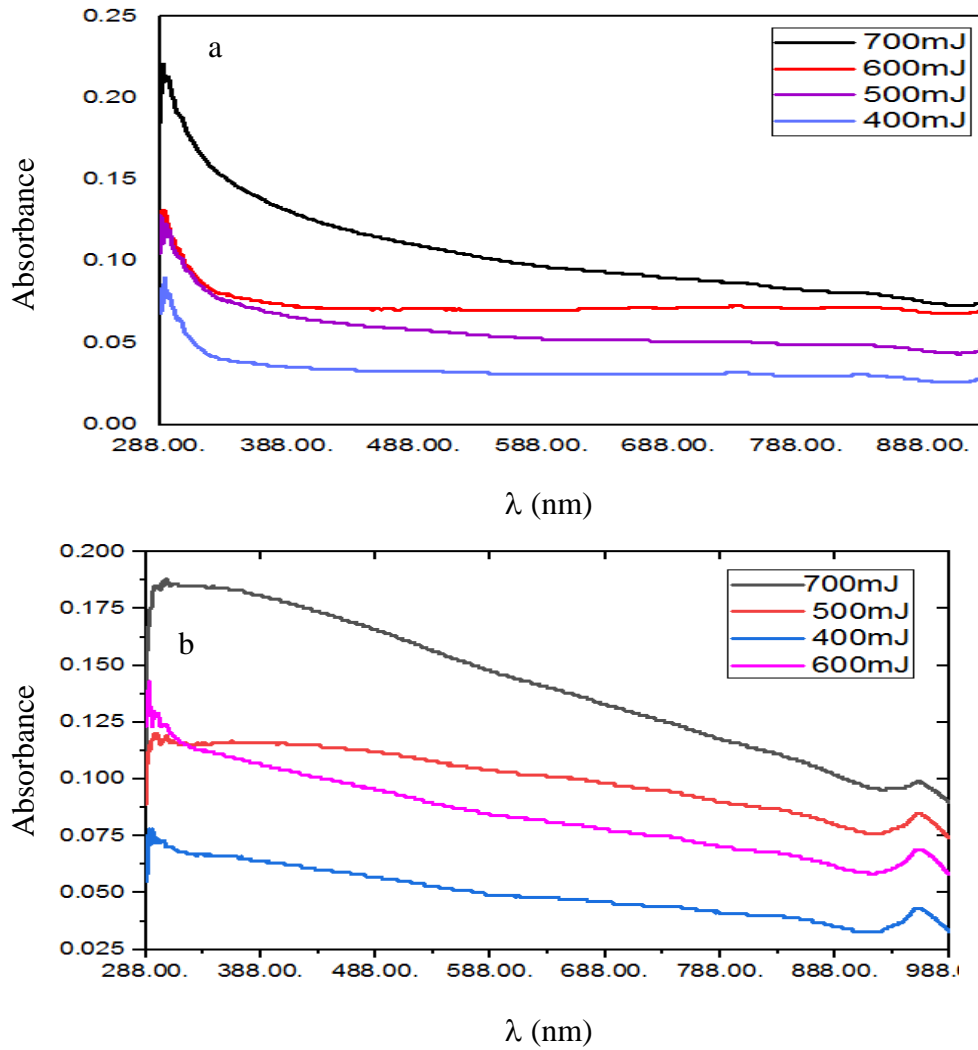 0.25
a
700mJ
600mJ
500mJ
400mJ
0.20
0.15
0.10
0.05
0.00
Absorbance
288.00. 388.00. 488.00. 588.00. 688.00. 788.00. 888.00.
λ (nm)
0.200
700mJ
500mJ
400mJ
600mJ
b
0.175
0.150
0.125
0.100
0.075
0.050
0.025
Absorbance
288.00. 388.00. 488.00. 588.00. 688.00. 788.00. 888.00. 988.0
λ (nm)